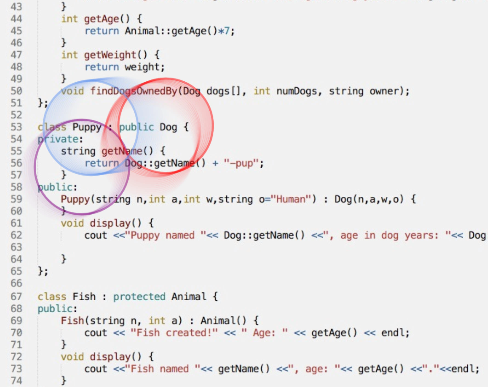 43 }
44 int getAge() {
45 return Animal::getAge()*7;
46 }
47 int getWeight() {
48 return weight;
49 }
50 void findDogsOwnedBy(Dog dogs[], int numDogs, string owner);
51 };
52
53 class Puppy : public Dog {
54 private:
55 string getName() {
56 return Dog::getName() + "~pup";
57 }
58 public:
59 Puppy(string n,int a,int w,string o="Human") : Dog(n,a,w,o) {
60 }
61 void display() {
62 cout <<"Puppy named "<< Dog::getName() <<", age in dog years: "<< Dog
63
64 }
65 };
66
67 class Fish : protected Animal {
68 public:
69 Fish(string n, int a) : Animal() {
70 cout << "Fish created!" << " Age: " << getAge() << endl;
71 }
72 void display() {
73 cout <<"Fish named "<< getName() <<", age: "<< getAge() <<"."<<endl;
74 }